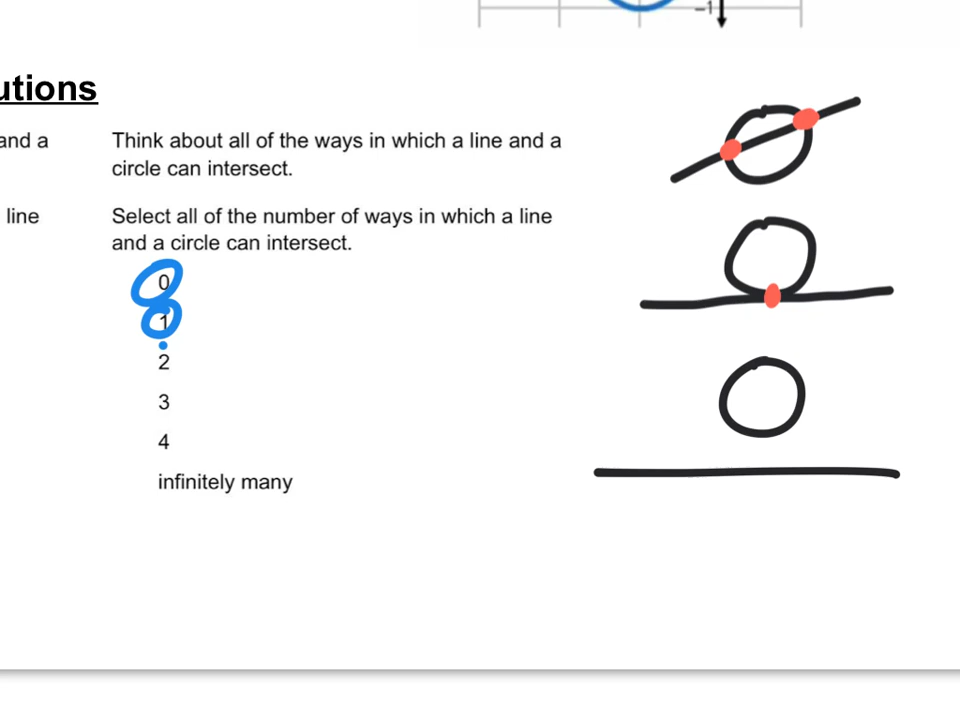 -1
utions
and a
Think about all of the ways in which a line and a
circle can intersect.
line
Select all of the number of ways in which a line
and a circle can intersect.
0
1
2
3
4
infinitely many